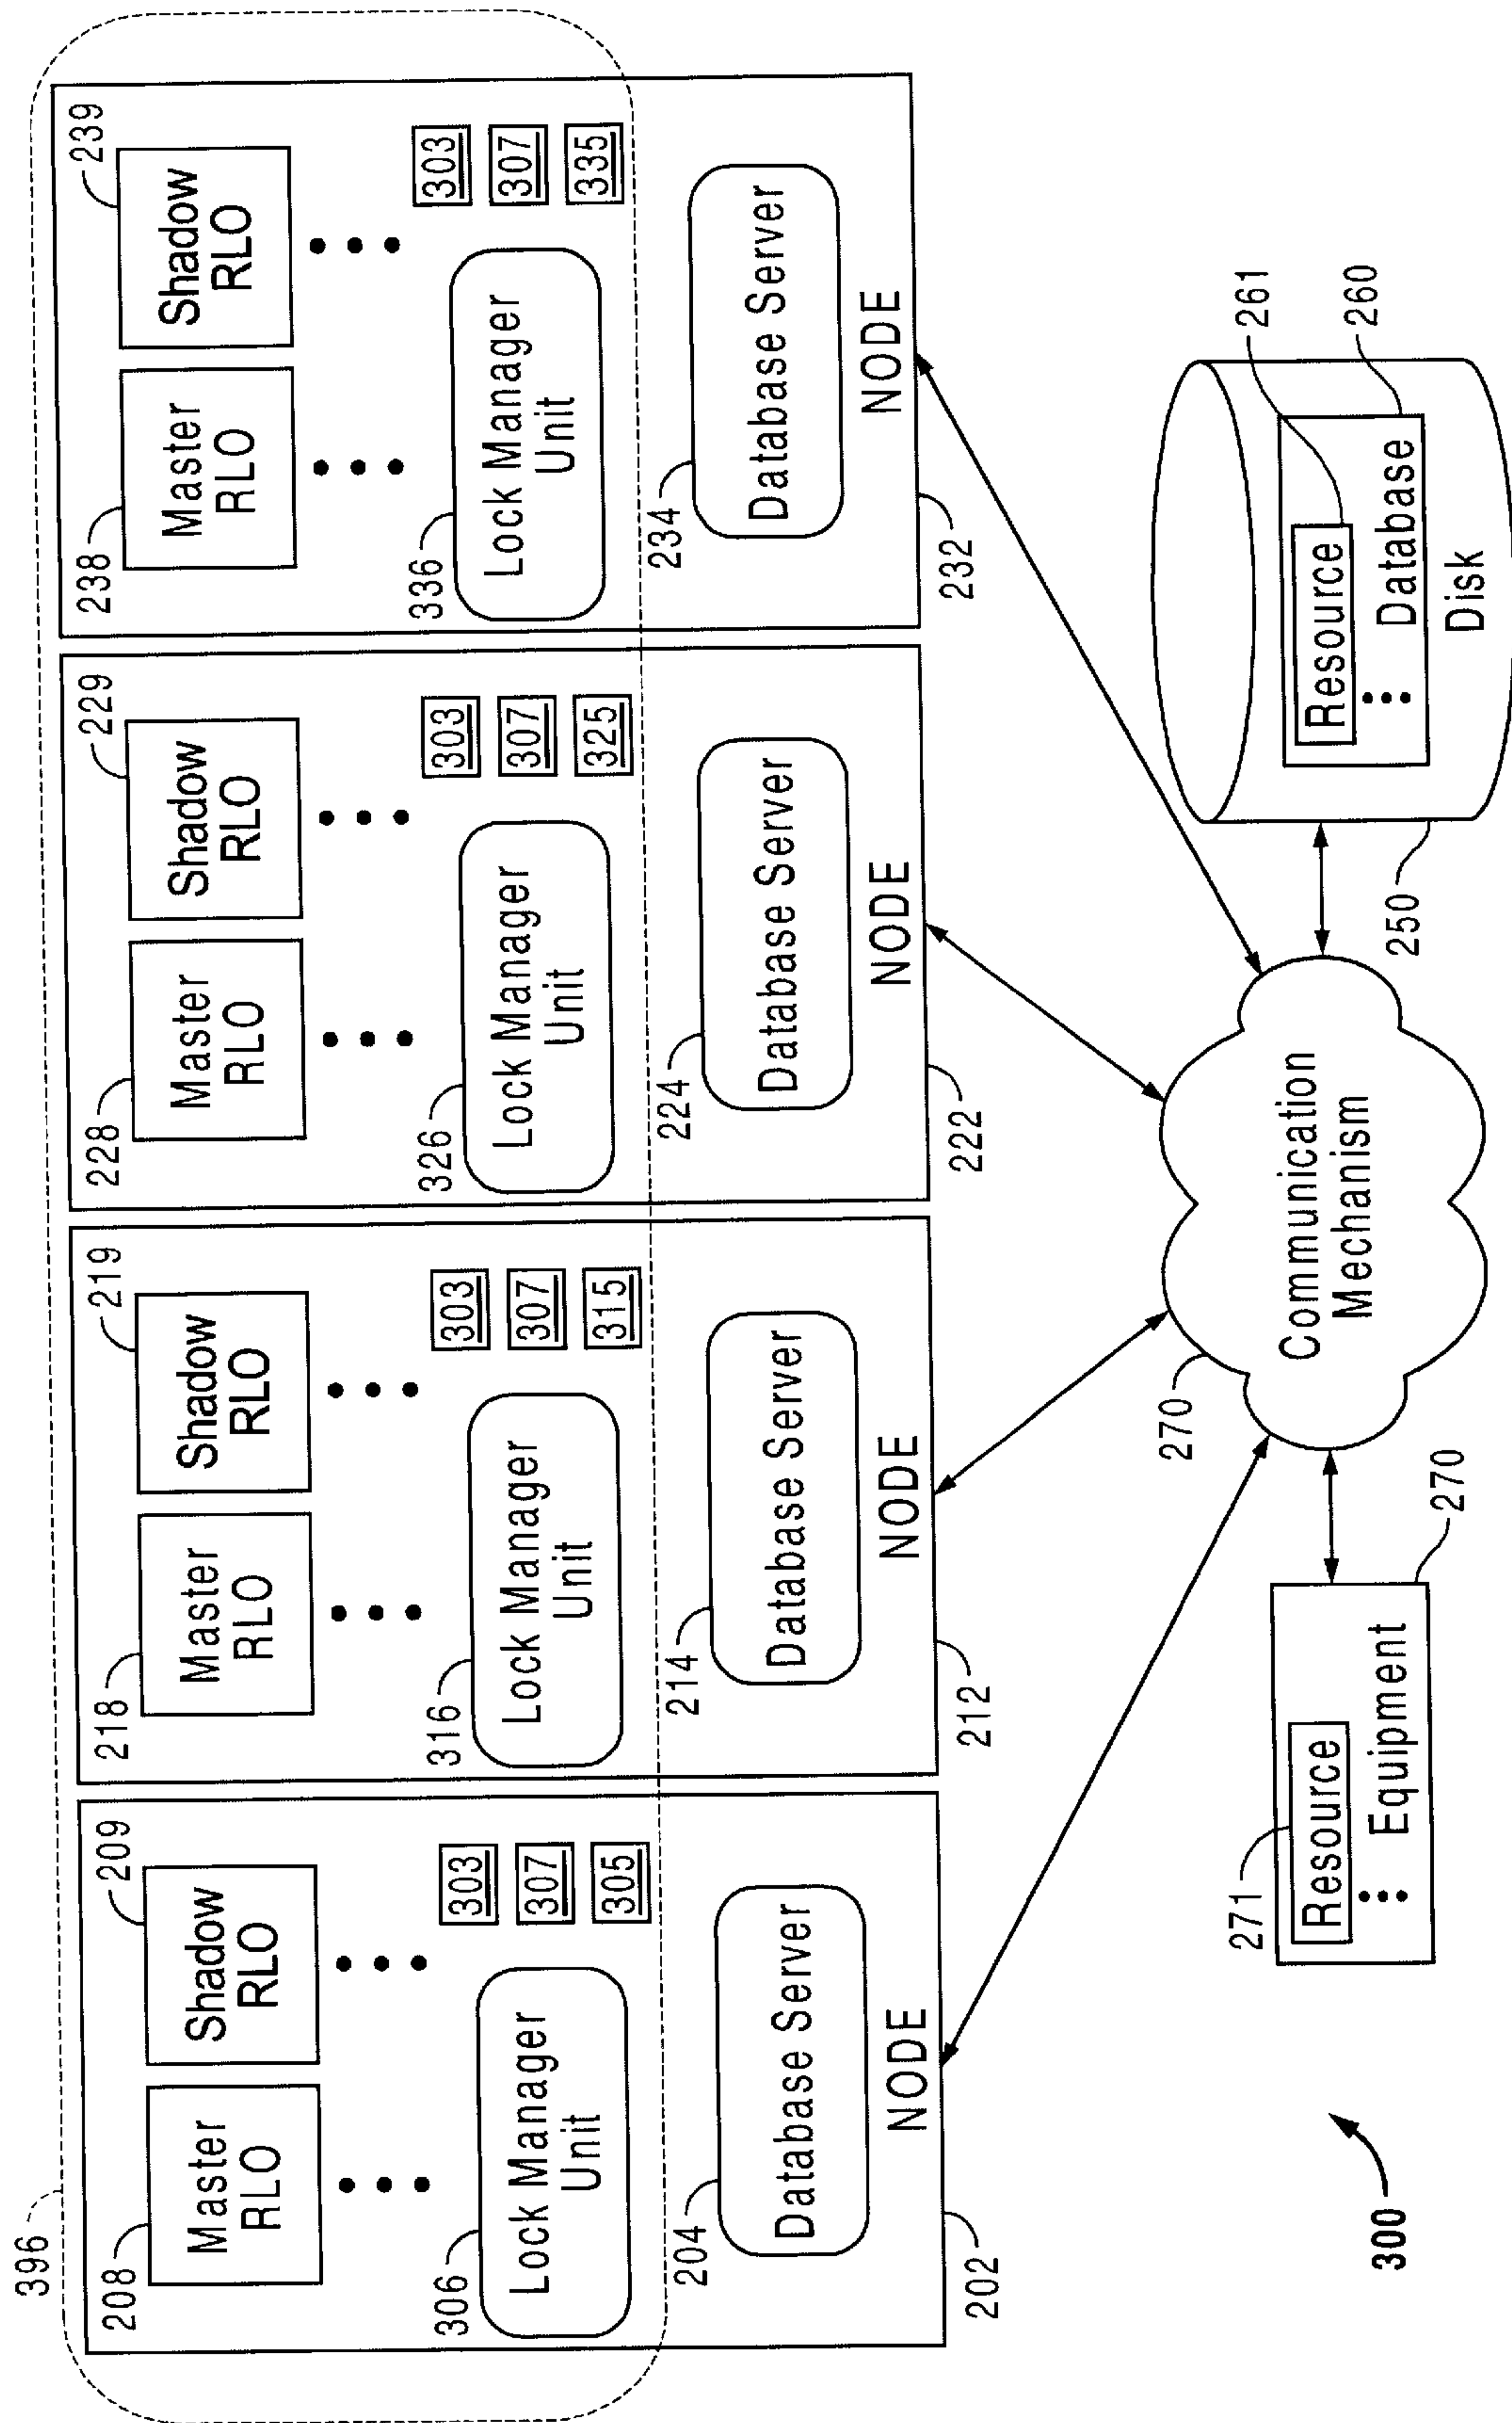 396
208
Master
RLO
209
Shadow
RLO
306
Lock Manager
Unit
303
307
305
204
Database Server
NODE
202
218
Master
RLO
219
Shadow
RLO
316
Lock Manager
Unit
303
307
315
214
Database Server
NODE
212
228
Master
RLO
229
Shadow
RLO
326
Lock Manager
Unit
303
307
325
224
Database Server
NODE
222
238
Master
RLO
239
Shadow
RLO
336
Lock Manager
Unit
303
307
335
234
Database Server
NODE
232
271
Resource
Equipment
270
270
Communication
Mechanism
250
Resource
Database
Disk
261
260
300